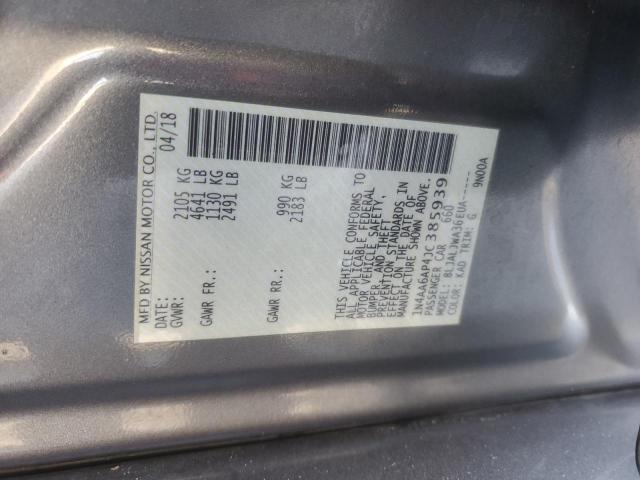 MFD BY NISSAN MOTOR CO., LTD.
DATE: 04/18
GVWR: 2105 KG
4641 LB
GAWR FR.: 1130 KG
2491 LB
GAWR RR.: 990 KG
2183 LB
THIS VEHICLE CONFORMS TO
ALL APPLICABLE FEDERAL
MOTOR VEHICLE SAFETY,
BUMPER, AND THEFT
PREVENTION STANDARDS IN
EFFECT ON THE DATE OF
MANUFACTURE SHOWN ABOVE.
1N4AA6AP4JC385939
PASSENGER CAR 660
MODEL: BLJALJWA36EUA-----
COLOR: KAD TRIM: G 9N00A